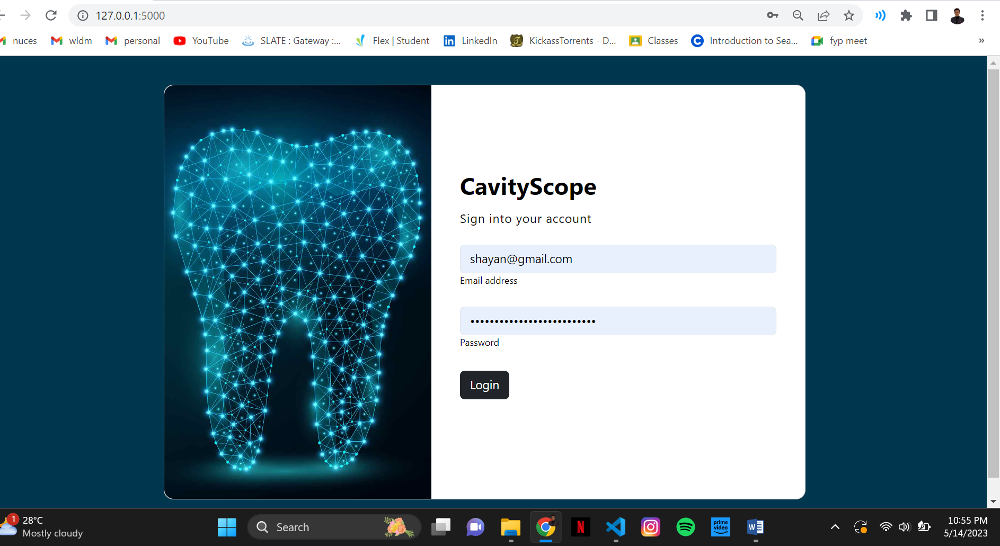 127.0.0.1:5000
nuces wldm personal YouTube SLATE : Gateway :... Flex | Student LinkedIn KickassTorrents - D... Classes Introduction to Sea... fyp meet »
CavityScope
Sign into your account
shayan@gmail.com
Email address
••••••••••••••••••••••••••
Password
Login
1
28°C
Mostly cloudy
Search
N
prime video
W
10:55 PM
5/14/2023